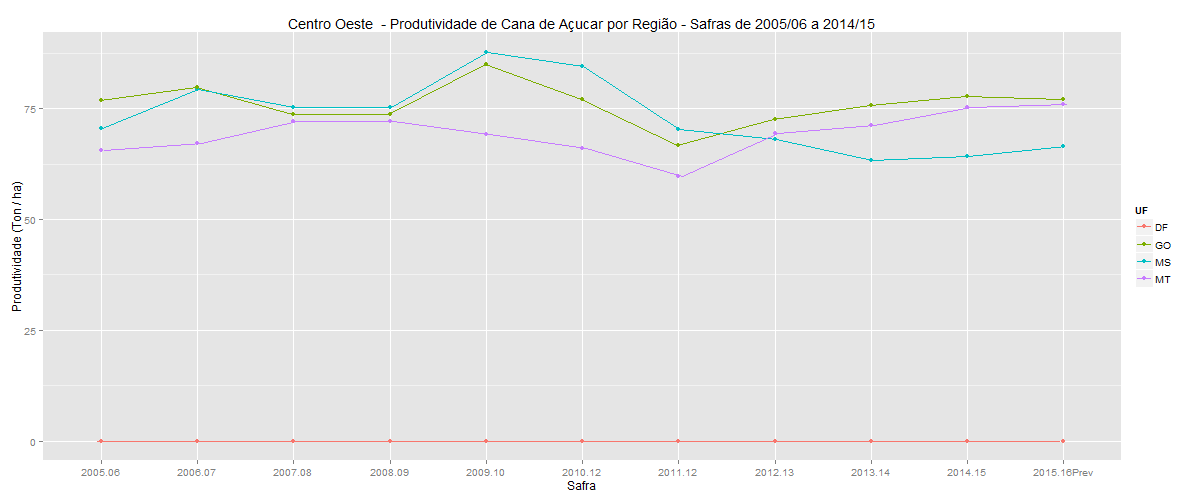 Centro Oeste  - Produtividade de Cana de Açucar por Região - Safras de 2005/06 a 2014/15
Produtividade (Ton / ha)
75
50
25
0
2005.06 2006.07 2007.08 2008.09 2009.10 2010.12 2011.12 2012.13 2013.14 2014.15 2015.16Prev
Safra
UF
DF
GO
MS
MT